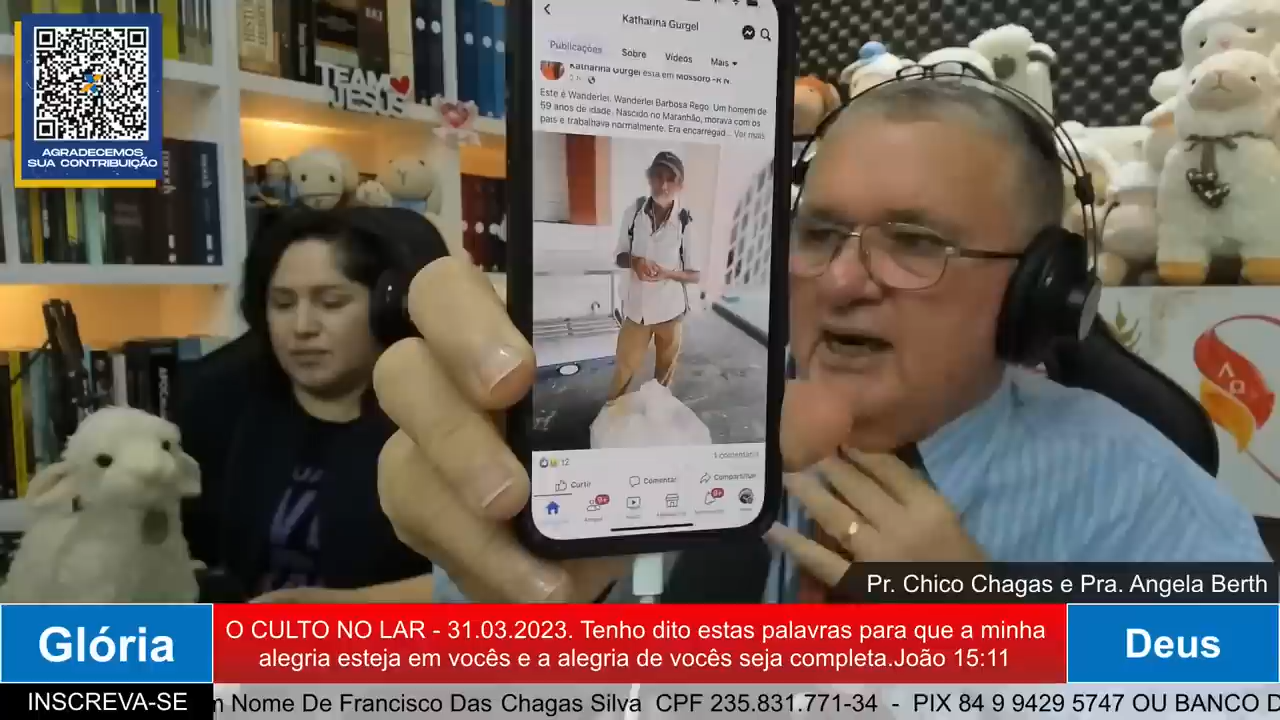 AGRADECEMOS
SUA CONTRIBUIÇÃO
TEAM
JESUS
Katharina Gurgel
Publicações Sobre Vídeos Mais
Katharina Gurgel está em Mossoró - RN
2 h
Este é Wanderlei. Wanderlei Barbosa Rego. Um homem de
59 anos de idade. Nascido no Maranhão, morava com os
pais e trabalhava normalmente. Era encarregad... Ver mais
12
1 comentário
Curtir Comentar Compartilhar
9+ 9+
Pr. Chico Chagas e Pra. Angela Berth
Glória
O CULTO NO LAR - 31.03.2023. Tenho dito estas palavras para que a minha
alegria esteja em vocês e a alegria de vocês seja completa.João 15:11
Deus
INSCREVA-SE
m Nome De Francisco Das Chagas Silva CPF 235.831.771-34 - PIX 84 9 9429 5747 OU BANCO D